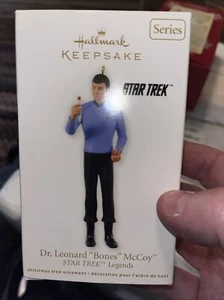 Hallmark
KEEPSAKE
Series
STAR TREK
Dr. Leonard "Bones" McCoy
STAR TREK Legends
christmas tree ornament - décoration pour l'arbre de noël